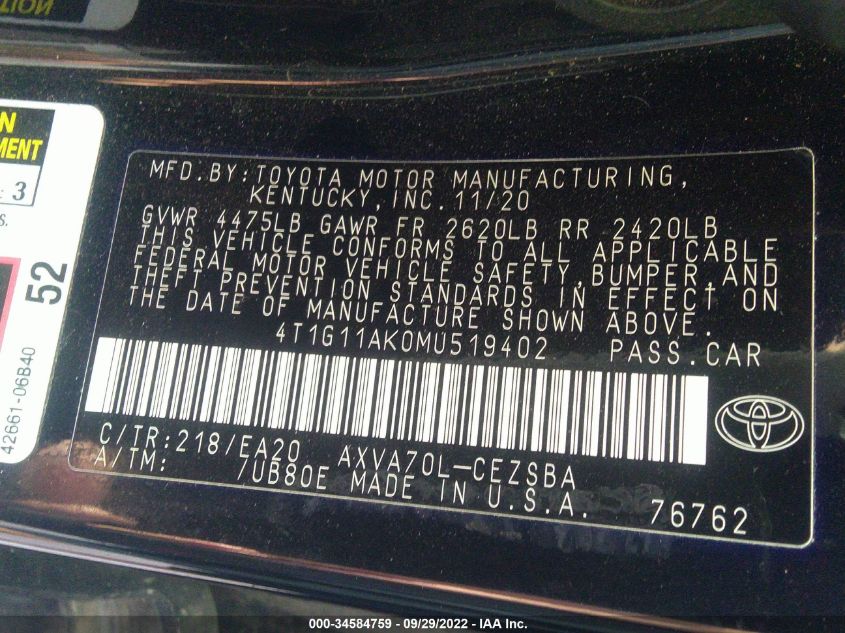 TION
N
MENT
: 3
S.
52
42661-06B40
MFD.BY:TOYOTA MOTOR MANUFACTURING,
KENTUCKY,INC.11/20
GVWR 4475LB GAWR FR 2620LB RR 2420LB
THIS VEHICLE CONFORMS TO ALL APPLICABLE
FEDERAL MOTOR VEHICLE SAFETY,BUMPER,AND
THEFT PREVENTION STANDARDS IN EFFECT ON
THE DATE OF MANUFACTURE SHOWN ABOVE.
4T1G11AK0MU519402 PASS.CAR
C/TR:218/EA20 AXVA70L-CEZSBA
A/TM: /UB80E MADE IN U.S.A. 76762
000-34584759 - 09/29/2022 - IAA Inc.